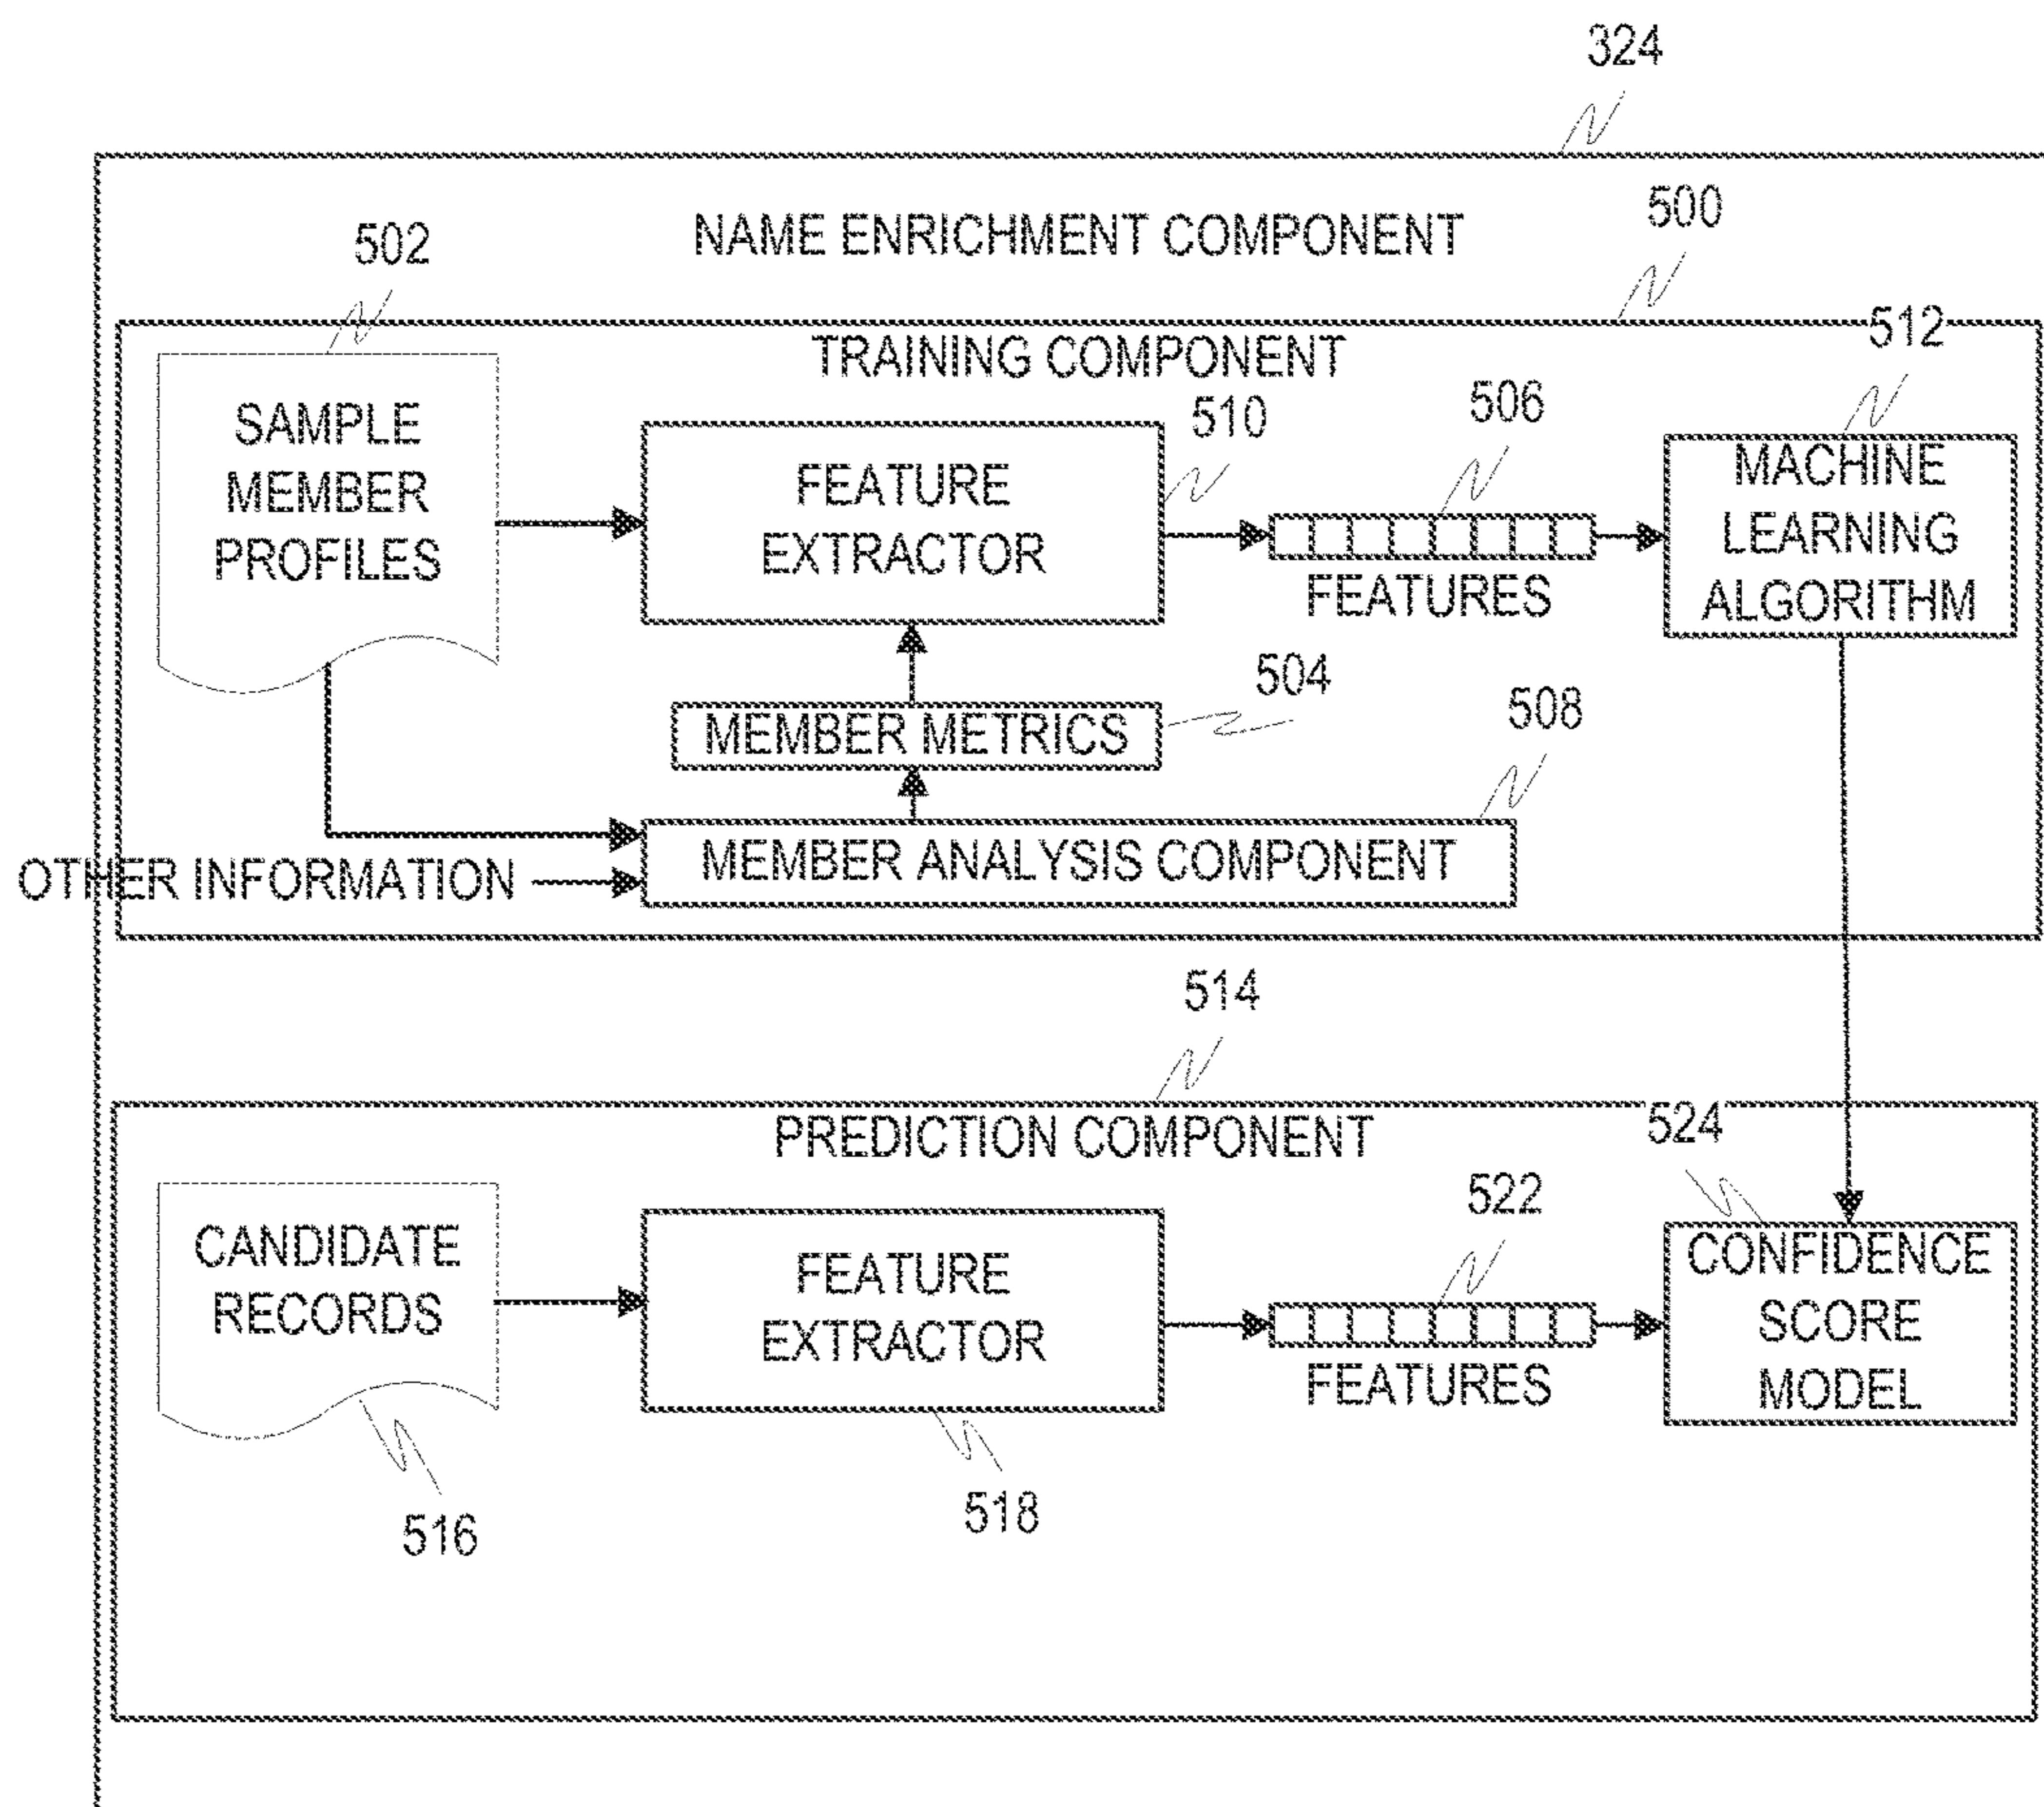 324
NAME ENRICHMENT COMPONENT
500
502
512
TRAINING COMPONENT
510
506
SAMPLE
MEMBER
PROFILES
FEATURE
EXTRACTOR
FEATURES
MACHINE
LEARNING
ALGORITHM
504
MEMBER METRICS
508
MEMBER ANALYSIS COMPONENT
OTHER INFORMATION
514
PREDICTION COMPONENT
524
522
CANDIDATE
RECORDS
FEATURE
EXTRACTOR
FEATURES
CONFIDENCE
SCORE
MODEL
516
518